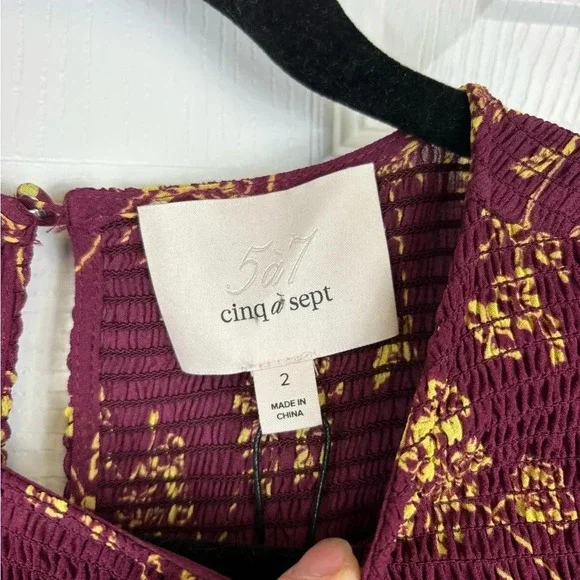 5à7
cinq à sept
2
MADE IN
CHINA